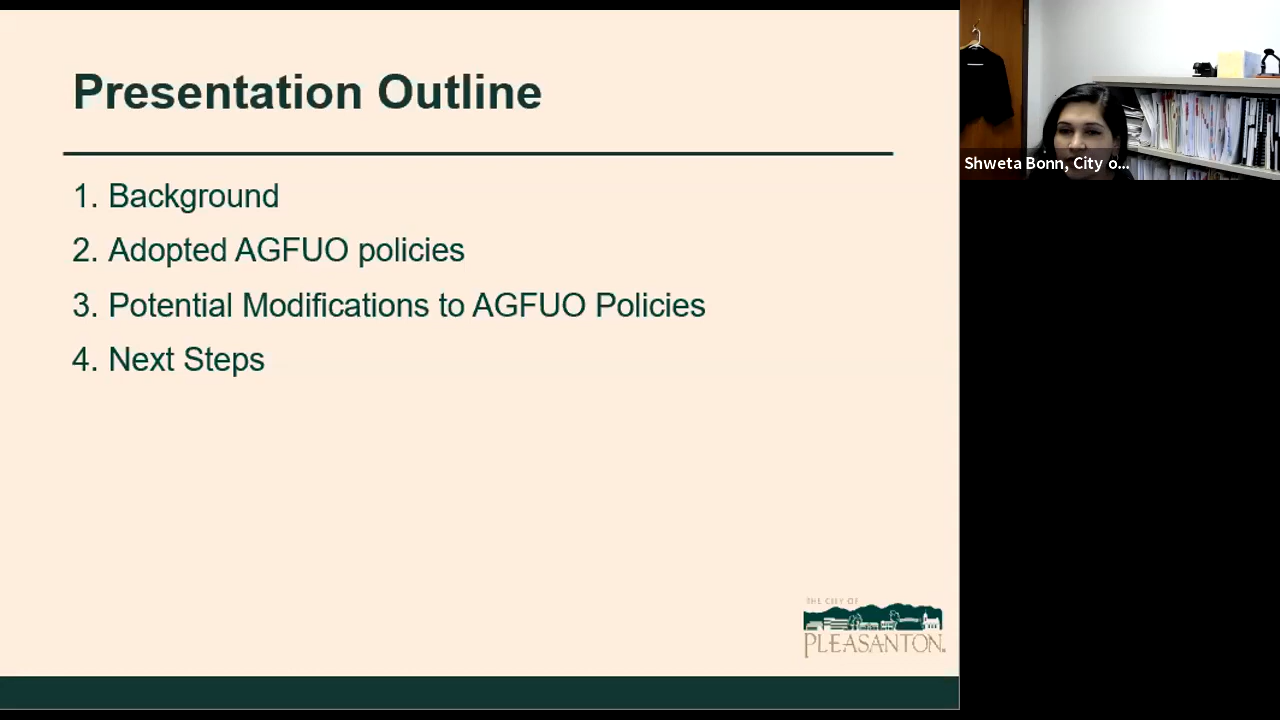 Presentation Outline
1. Background
2. Adopted AGFUO policies
3. Potential Modifications to AGFUO Policies
4. Next Steps
THE CITY OF
PLEASANTON.
Shweta Bonn, City o...